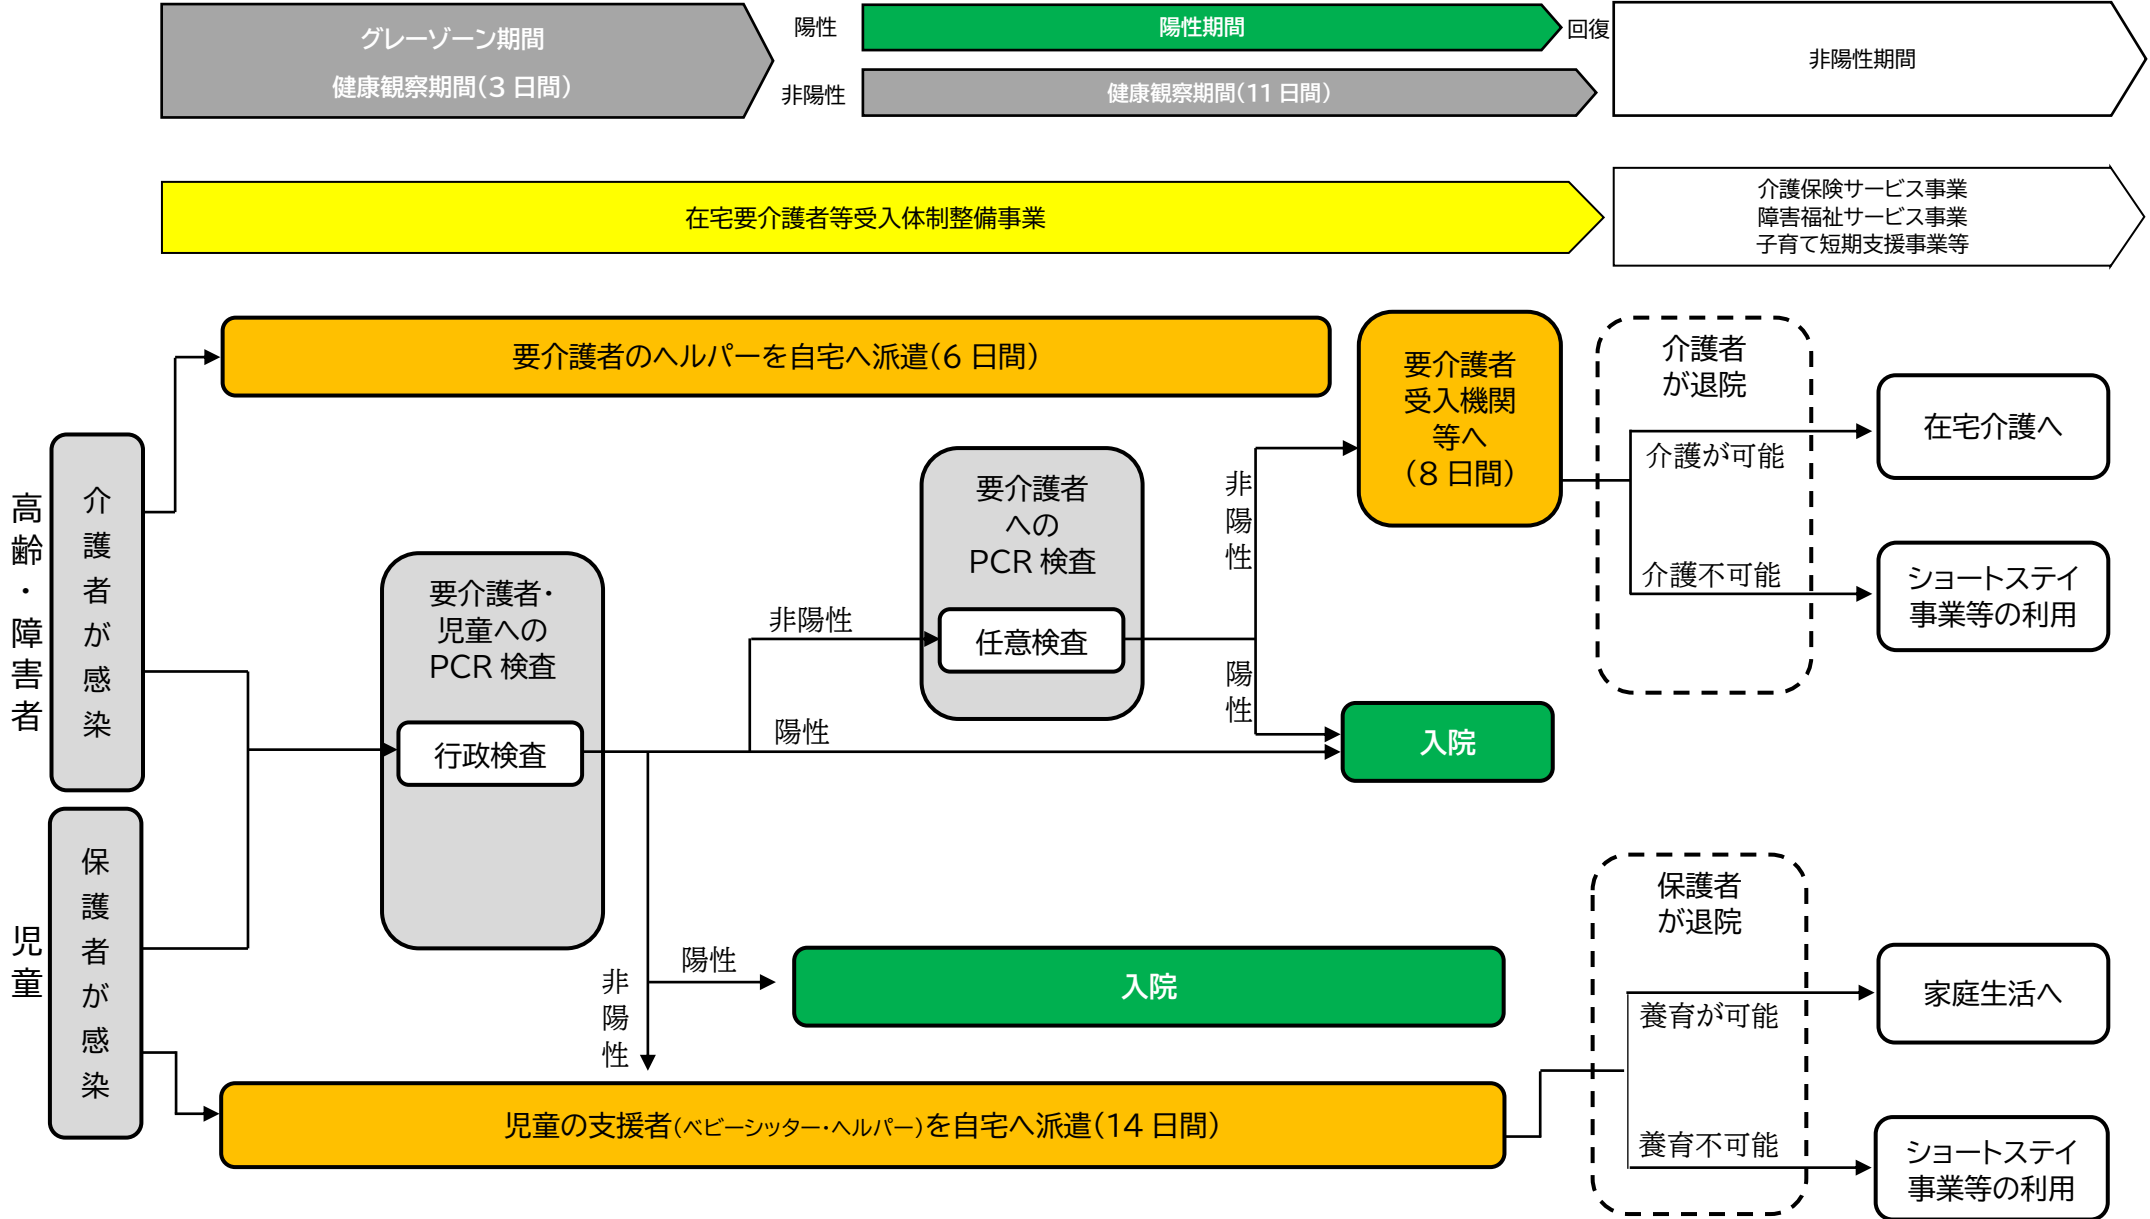 グレーゾーン期間
健康観察期間(3日間)
陽性
陽性期間
回復
非陽性
健康観察期間(11日間)
非陽性期間
在宅要介護者等受入体制整備事業
介護保険サービス事業
障害福祉サービス事業
子育て短期支援事業等
高齢・障害者
介護者が感染
要介護者のヘルパーを自宅へ派遣(6日間)
要介護者・
児童への
PCR検査
行政検査
非陽性
陽性
要介護者
への
PCR検査
任意検査
非陽性
陽性
要介護者
受入機関
等へ
(8日間)
入院
介護者
が退院
介護が可能
介護不可能
在宅介護へ
ショートステイ
事業等の利用
児童
保護者が感染
非陽性
陽性
入院
児童の支援者(ベビーシッター・ヘルパー)を自宅へ派遣(14日間)
保護者
が退院
養育が可能
養育不可能
家庭生活へ
ショートステイ
事業等の利用